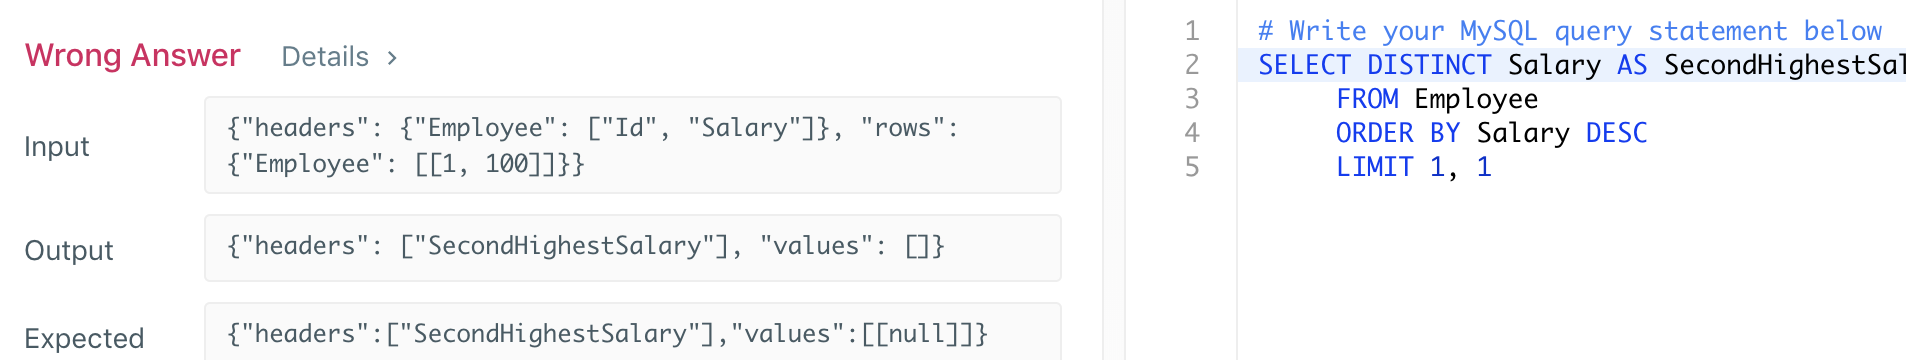 Wrong Answer Details >
Input
{"headers": {"Employee": ["Id", "Salary"]}, "rows":
{"Employee": [[1, 100]]}}
Output
{"headers": ["SecondHighestSalary"], "values": []}
Expected
{"headers":["SecondHighestSalary"],"values":[[null]]}
1 # Write your MySQL query statement below
2 SELECT DISTINCT Salary AS SecondHighestSal
3 FROM Employee
4 ORDER BY Salary DESC
5 LIMIT 1, 1